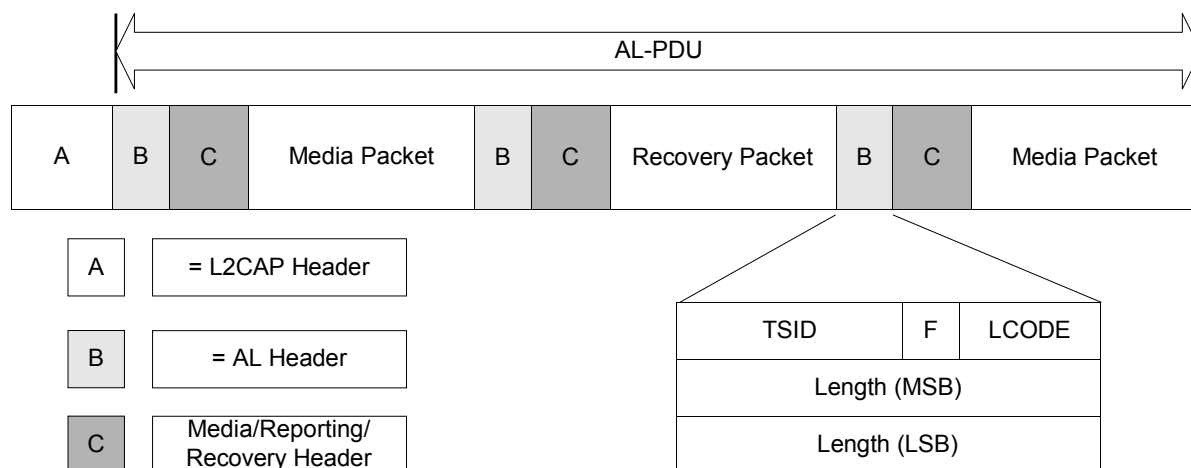 AL-PDU
A B C Media Packet B C Recovery Packet B C Media Packet
A = L2CAP Header
TSID F LCODE
B = AL Header
Length (MSB)
C Media/Reporting/
Recovery Header
Length (LSB)